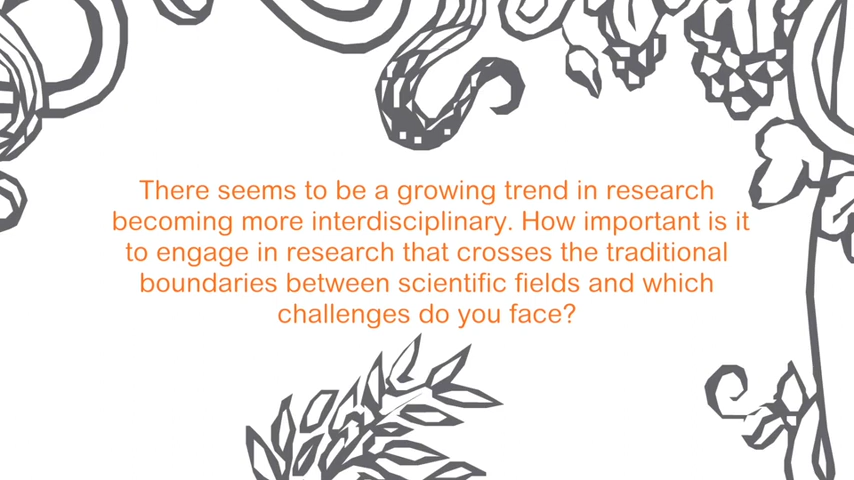 There seems to be a growing trend in research
becoming more interdisciplinary. How important is it
to engage in research that crosses the traditional
boundaries between scientific fields and which
challenges do you face?